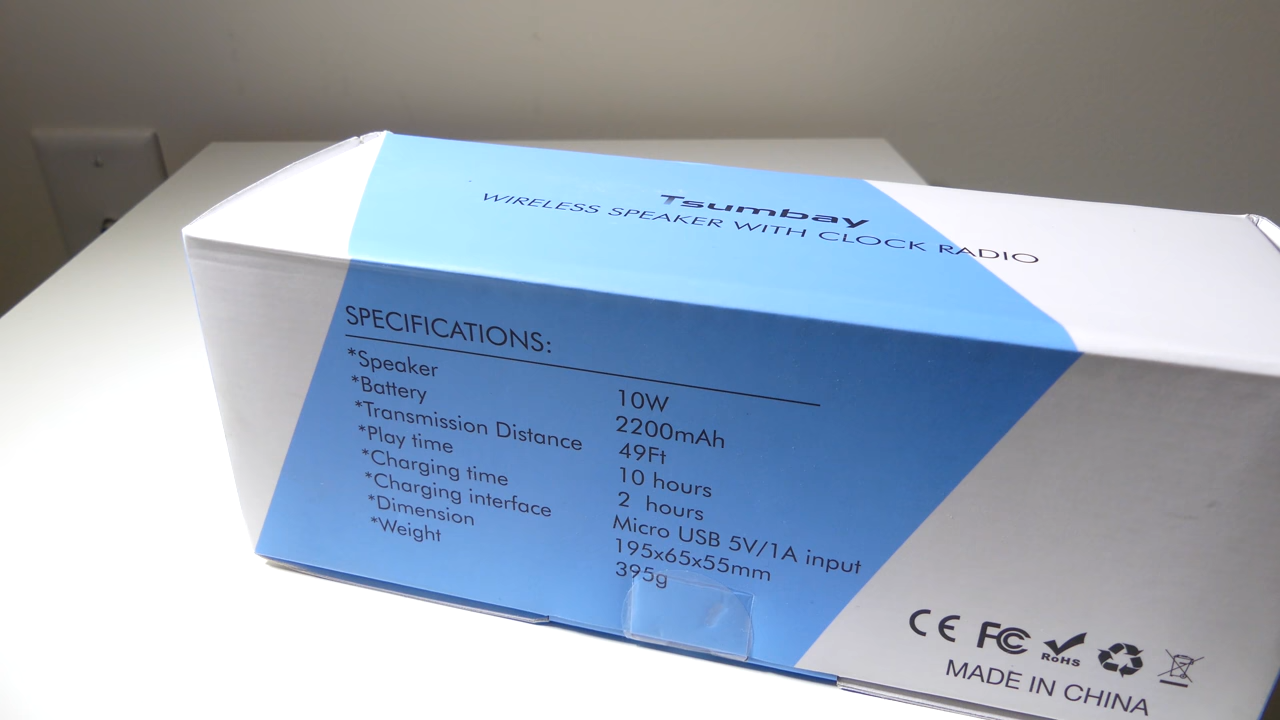 Tsumbay
WIRELESS SPEAKER WITH CLOCK RADIO
SPECIFICATIONS:
*Speaker 10W
*Battery 2200mAh
*Transmission Distance 49Ft
*Play time 10 hours
*Charging time 2 hours
*Charging interface Micro USB 5V/1A input
*Dimension 195x65x55mm
*Weight 395g
CE FC RoHS
MADE IN CHINA